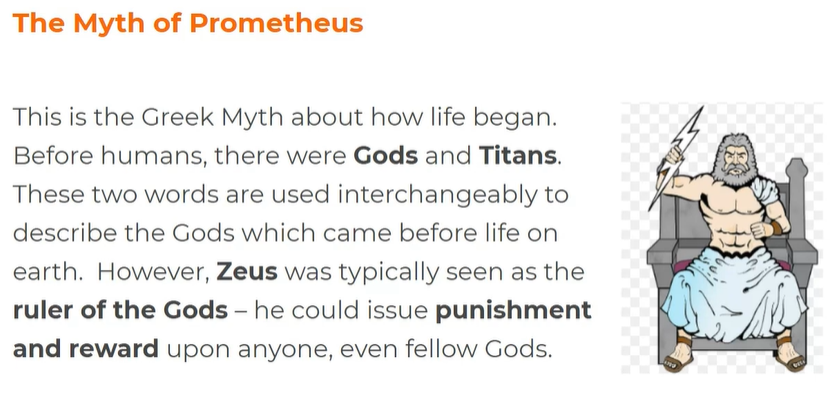 The Myth of Prometheus
This is the Greek Myth about how life began.
Before humans, there were Gods and Titans.
These two words are used interchangeably to
describe the Gods which came before life on
earth.  However, Zeus was typically seen as the
ruler of the Gods – he could issue punishment
and reward upon anyone, even fellow Gods.